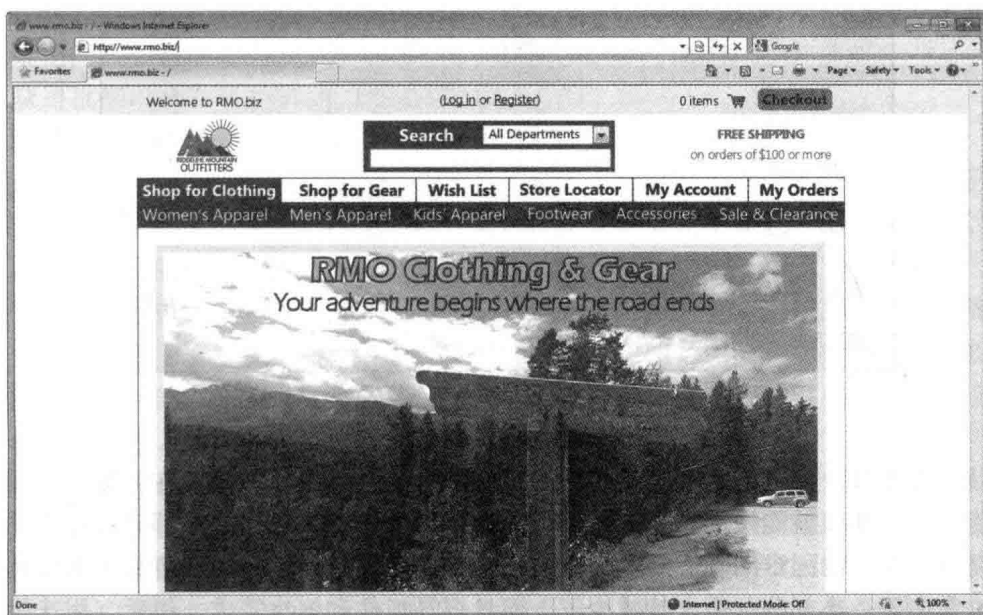 www.rmo.biz - / - Windows Internet Explorer
http://www.rmo.biz/
Google
Favorites
www.rmo.biz - /
Page Safety Tools
Welcome to RMO.biz
(Log in or Register)
0 items
Checkout
RIDGELINE MOUNTAIN
OUTFITTERS
Search
All Departments
FREE SHIPPING
on orders of $100 or more
Shop for Clothing
Shop for Gear
Wish List
Store Locator
My Account
My Orders
Women's Apparel
Men's Apparel
Kids' Apparel
Footwear
Accessories
Sale & Clearance
RMO Clothing & Gear
Your adventure begins where the road ends
Done
Internet | Protected Mode: Off
100%